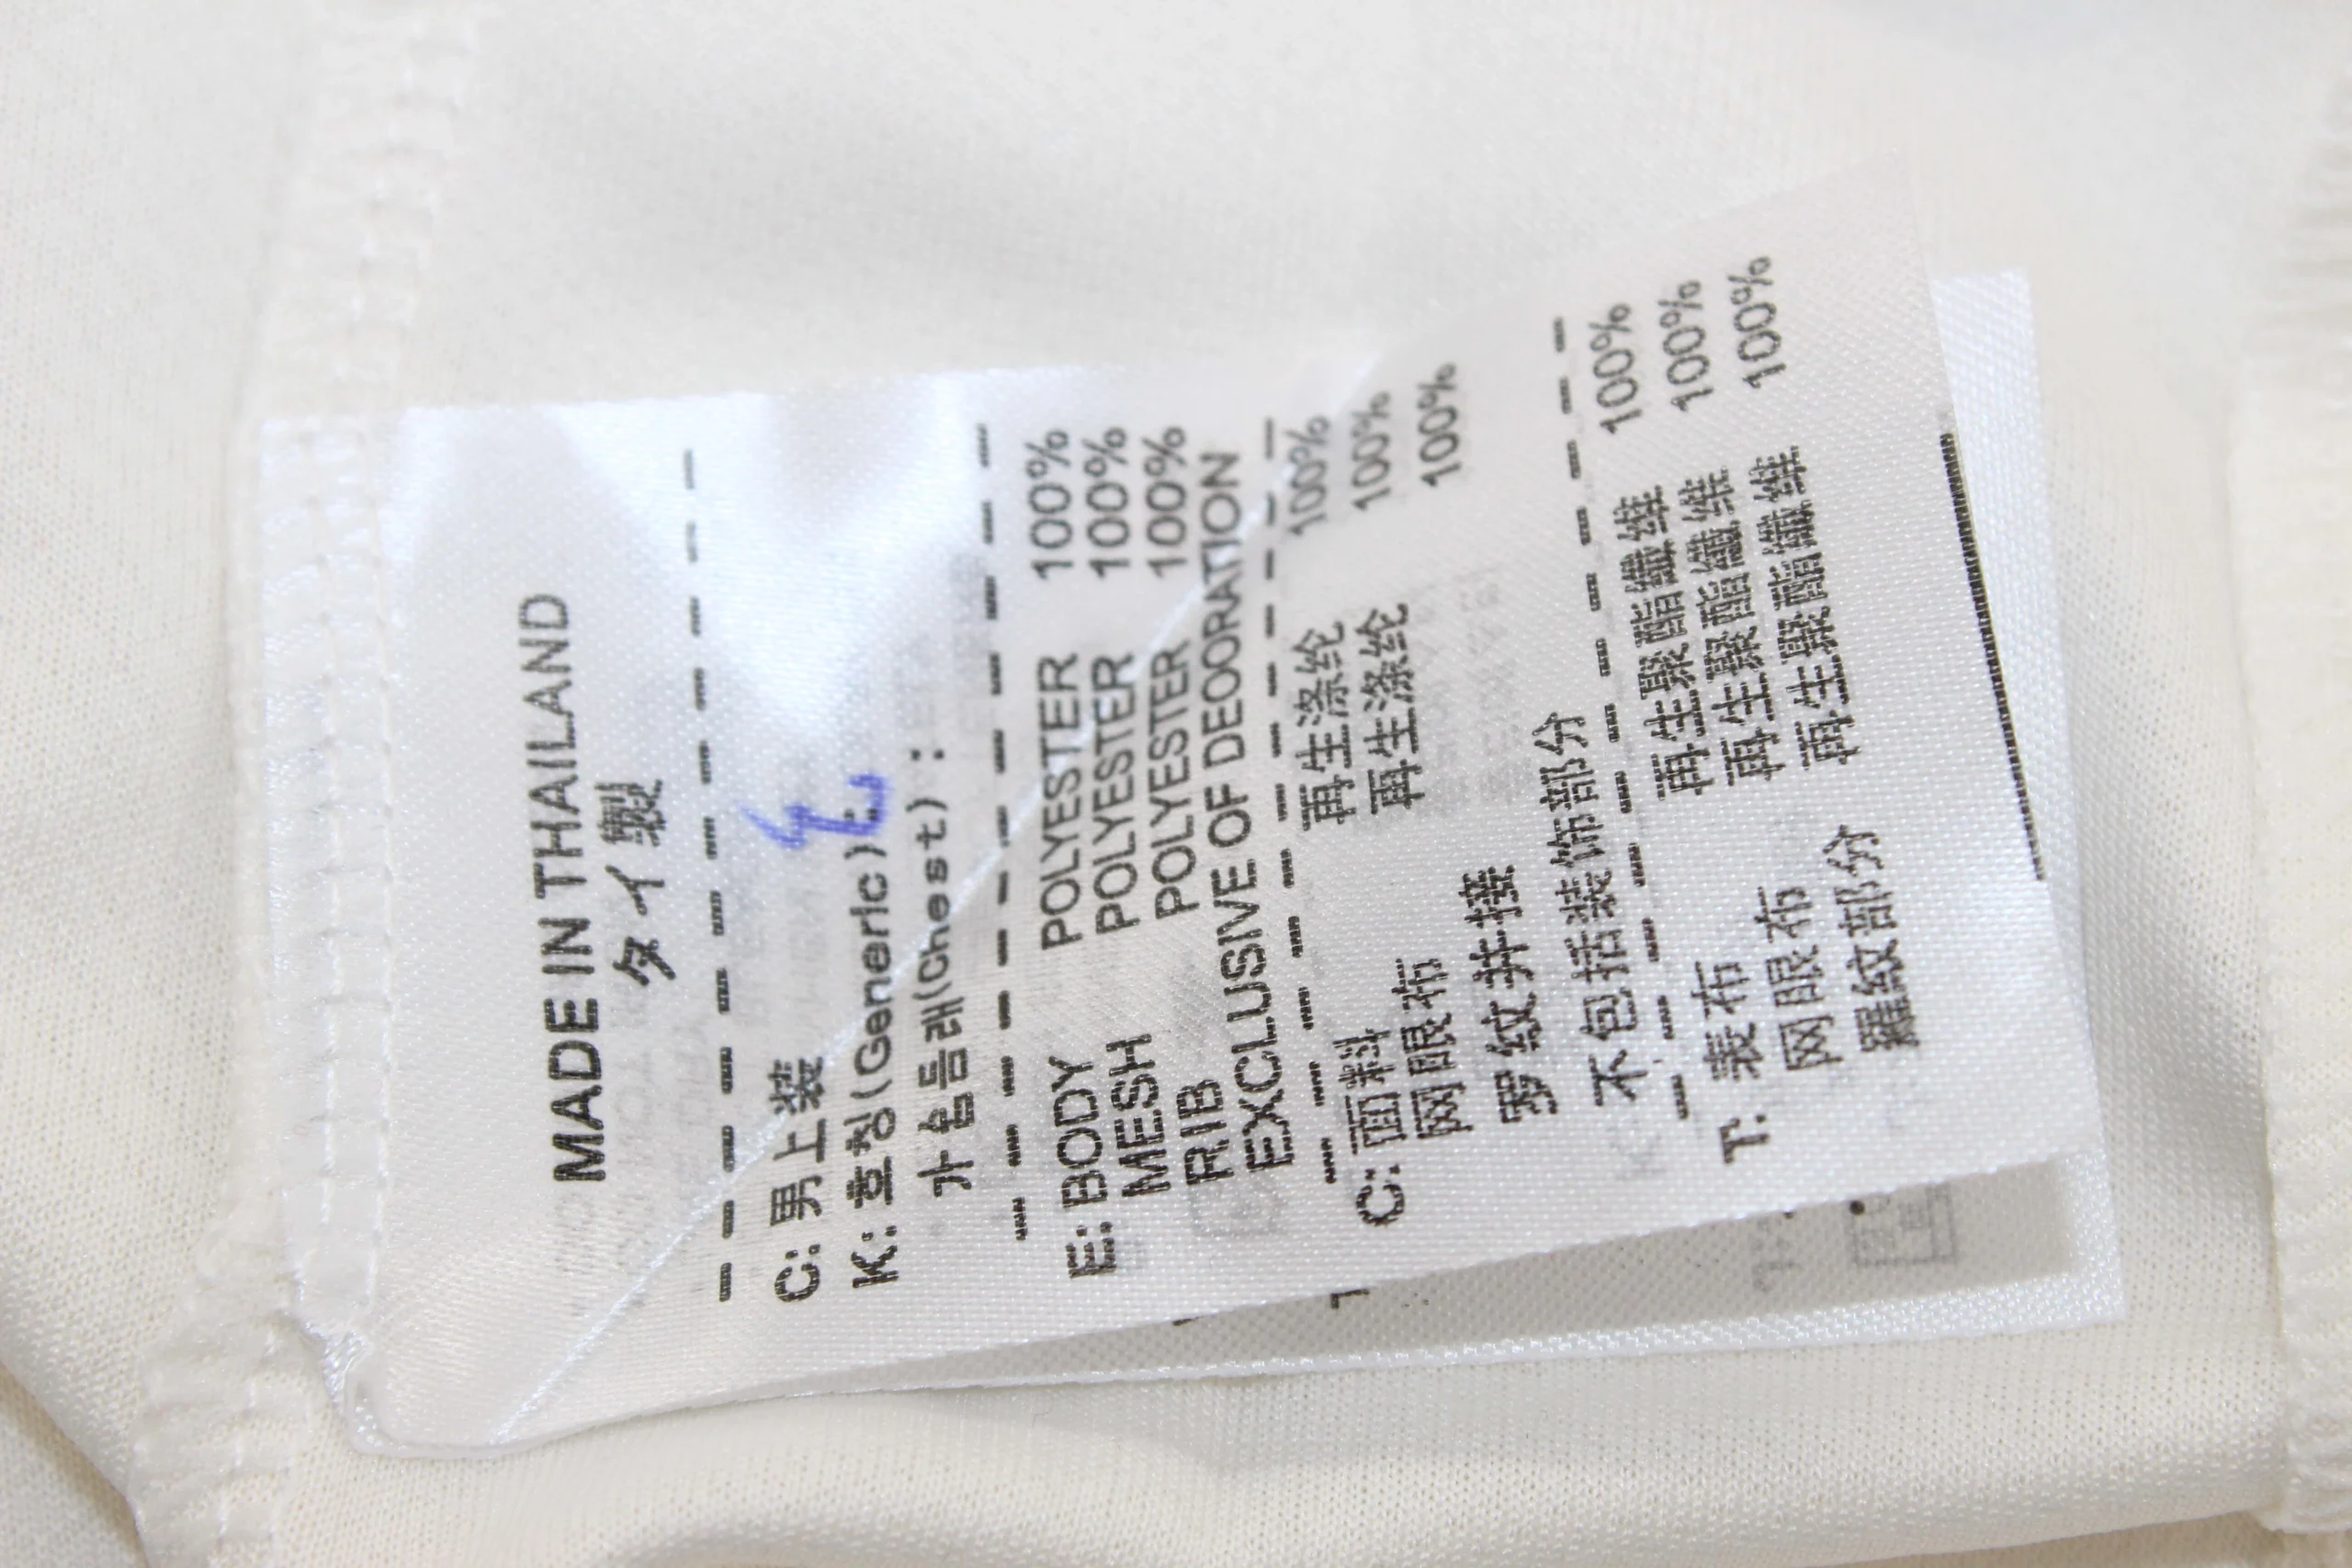 MADE IN THAILAND
タイ製
C: 男上装
K: 호칭(Generic):
가슴둘래(Chest) :
E: BODY POLYESTER 100%
MESH POLYESTER 100%
RIB POLYESTER 100%
EXCLUSIVE OF DEOORATION
C: 面料 再生涤纶 100%
网眼布 再生涤纶 100%
罗纹并接 100%
不包括装饰部分
T: 表布 再生聚酯纖維 100%
网眼布 再生聚酯纖維 100%
羅紋部分 再生聚酯纖維 100%